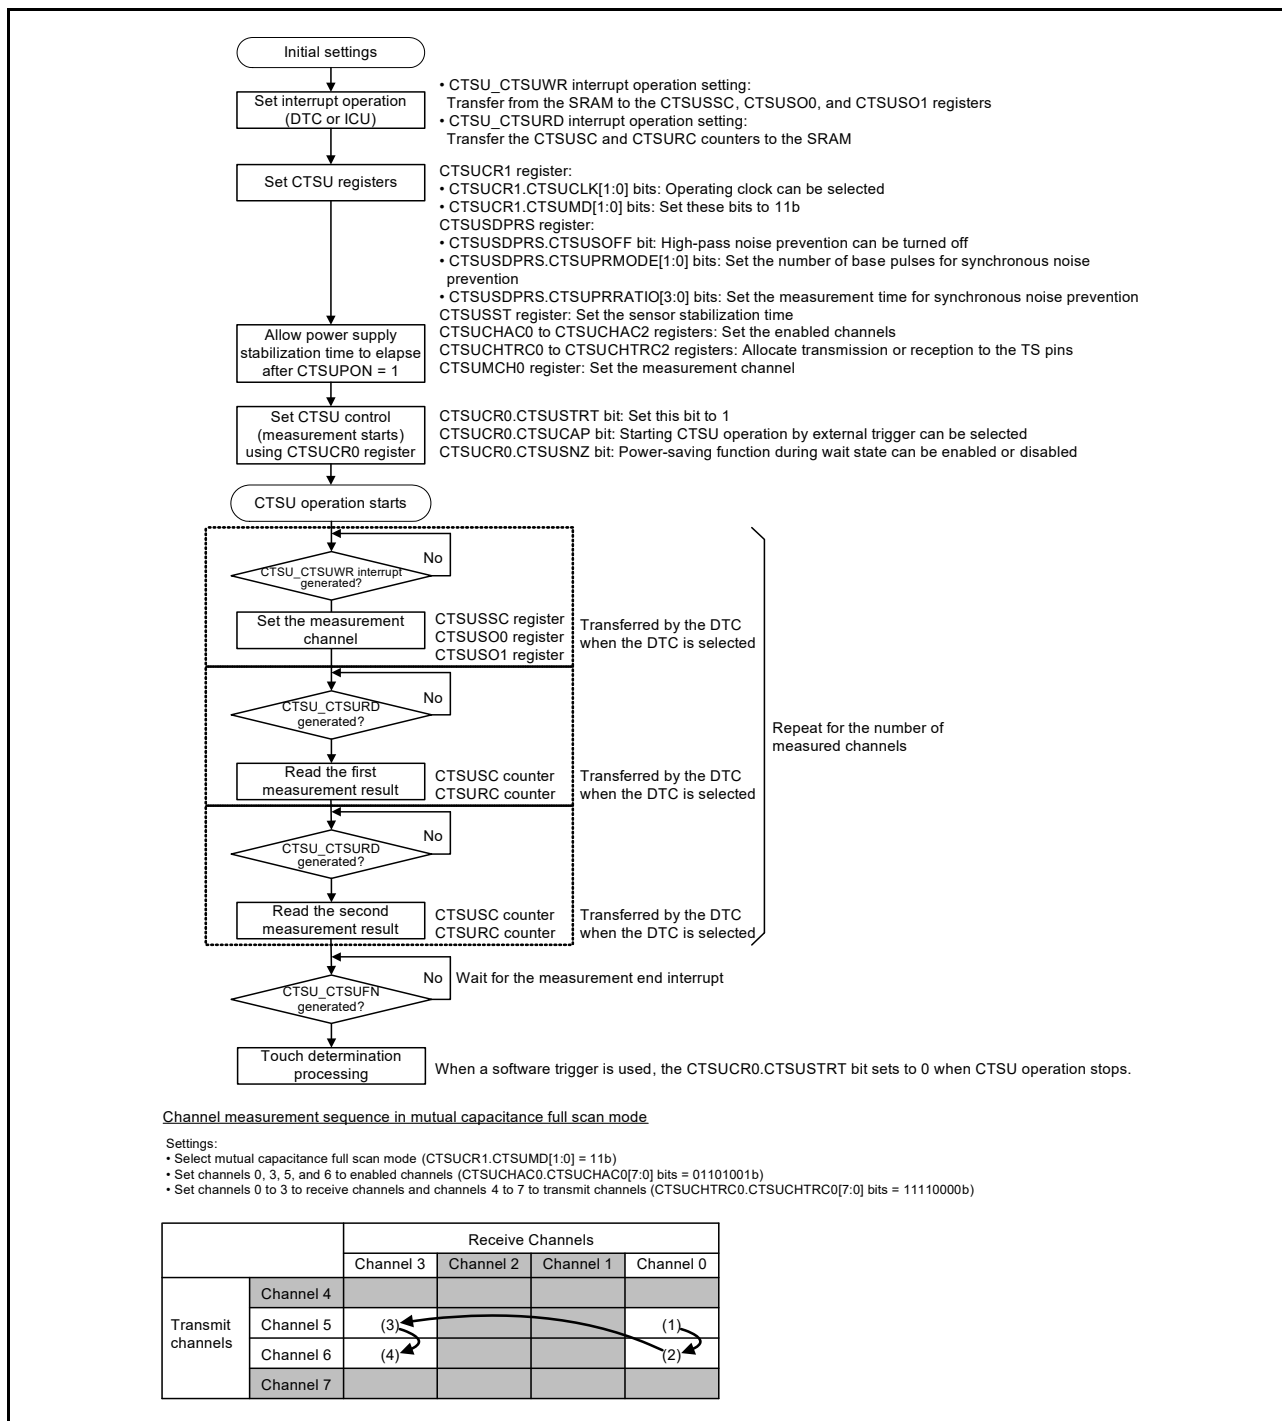 Initial settings
Set interrupt operation
(DTC or ICU)
• CTSU_CTSUWR interrupt operation setting:
Transfer from the SRAM to the CTSUSSC, CTSUSO0, and CTSUSO1 registers
• CTSU_CTSURD interrupt operation setting:
Transfer the CTSUSC and CTSURC counters to the SRAM
Set CTSU registers
CTSUCR1 register:
• CTSUCR1.CTSUCLK[1:0] bits: Operating clock can be selected
• CTSUCR1.CTSUMD[1:0] bits: Set these bits to 11b
CTSUSDPRS register:
• CTSUSDPRS.CTSUSOFF bit: High-pass noise prevention can be turned off
• CTSUSDPRS.CTSUPRMODE[1:0] bits: Set the number of base pulses for synchronous noise
prevention
• CTSUSDPRS.CTSUPRRATIO[3:0] bits: Set the measurement time for synchronous noise prevention
CTSUSST register: Set the sensor stabilization time
CTSUCHAC0 to CTSUCHAC2 registers: Set the enabled channels
CTSUCHTRC0 to CTSUCHTRC2 registers: Allocate transmission or reception to the TS pins
CTSUMCH0 register: Set the measurement channel
Allow power supply
stabilization time to elapse
after CTSUPON = 1
Set CTSU control
(measurement starts)
using CTSUCR0 register
CTSUCR0.CTSUSTRT bit: Set this bit to 1
CTSUCR0.CTSUCAP bit: Starting CTSU operation by external trigger can be selected
CTSUCR0.CTSUSNZ bit: Power-saving function during wait state can be enabled or disabled
CTSU operation starts
No
CTSU_CTSUWR interrupt
generated?
Set the measurement
channel
CTSUSSC register
CTSUSO0 register
CTSUSO1 register
Transferred by the DTC
when the DTC is selected
No
CTSU_CTSURD
generated?
Repeat for the number of
measured channels
Read the first
measurement result
CTSUSC counter
CTSURC counter
Transferred by the DTC
when the DTC is selected
No
CTSU_CTSURD
generated?
Read the second
measurement result
CTSUSC counter
CTSURC counter
Transferred by the DTC
when the DTC is selected
No
Wait for the measurement end interrupt
CTSU_CTSUFN
generated?
Touch determination
processing
When a software trigger is used, the CTSUCR0.CTSUSTRT bit sets to 0 when CTSU operation stops.
Channel measurement sequence in mutual capacitance full scan mode
Settings:
• Select mutual capacitance full scan mode (CTSUCR1.CTSUMD[1:0] = 11b)
• Set channels 0, 3, 5, and 6 to enabled channels (CTSUCHAC0.CTSUCHAC0[7:0] bits = 01101001b)
• Set channels 0 to 3 to receive channels and channels 4 to 7 to transmit channels (CTSUCHTRC0.CTSUCHTRC0[7:0] bits = 11110000b)
Receive Channels
Channel 3 Channel 2 Channel 1 Channel 0
Transmit
channels
Channel 4
Channel 5 (3) (1)
Channel 6 (4) (2)
Channel 7